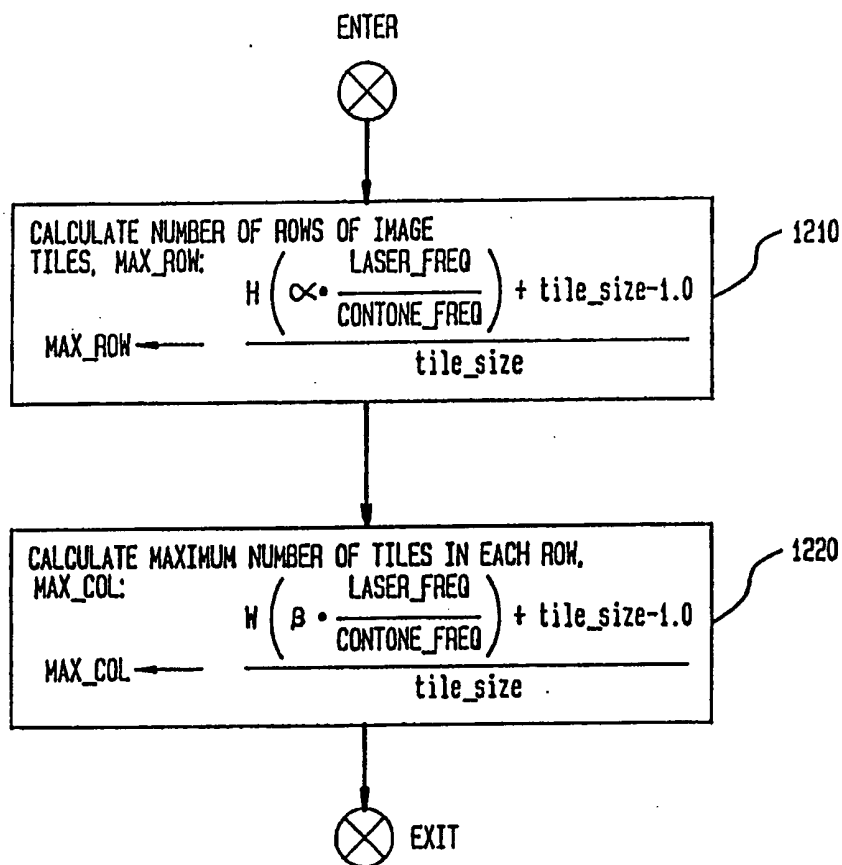 ENTER
CALCULATE NUMBER OF ROWS OF IMAGE
TILES, MAX_ROW:
MAX_ROW ← H ( α • LASER_FREQ / CONTONE_FREQ ) + tile_size-1.0
tile_size
1210
CALCULATE MAXIMUM NUMBER OF TILES IN EACH ROW,
MAX_COL:
MAX_COL ← W ( β • LASER_FREQ / CONTONE_FREQ ) + tile_size-1.0
tile_size
1220
EXIT